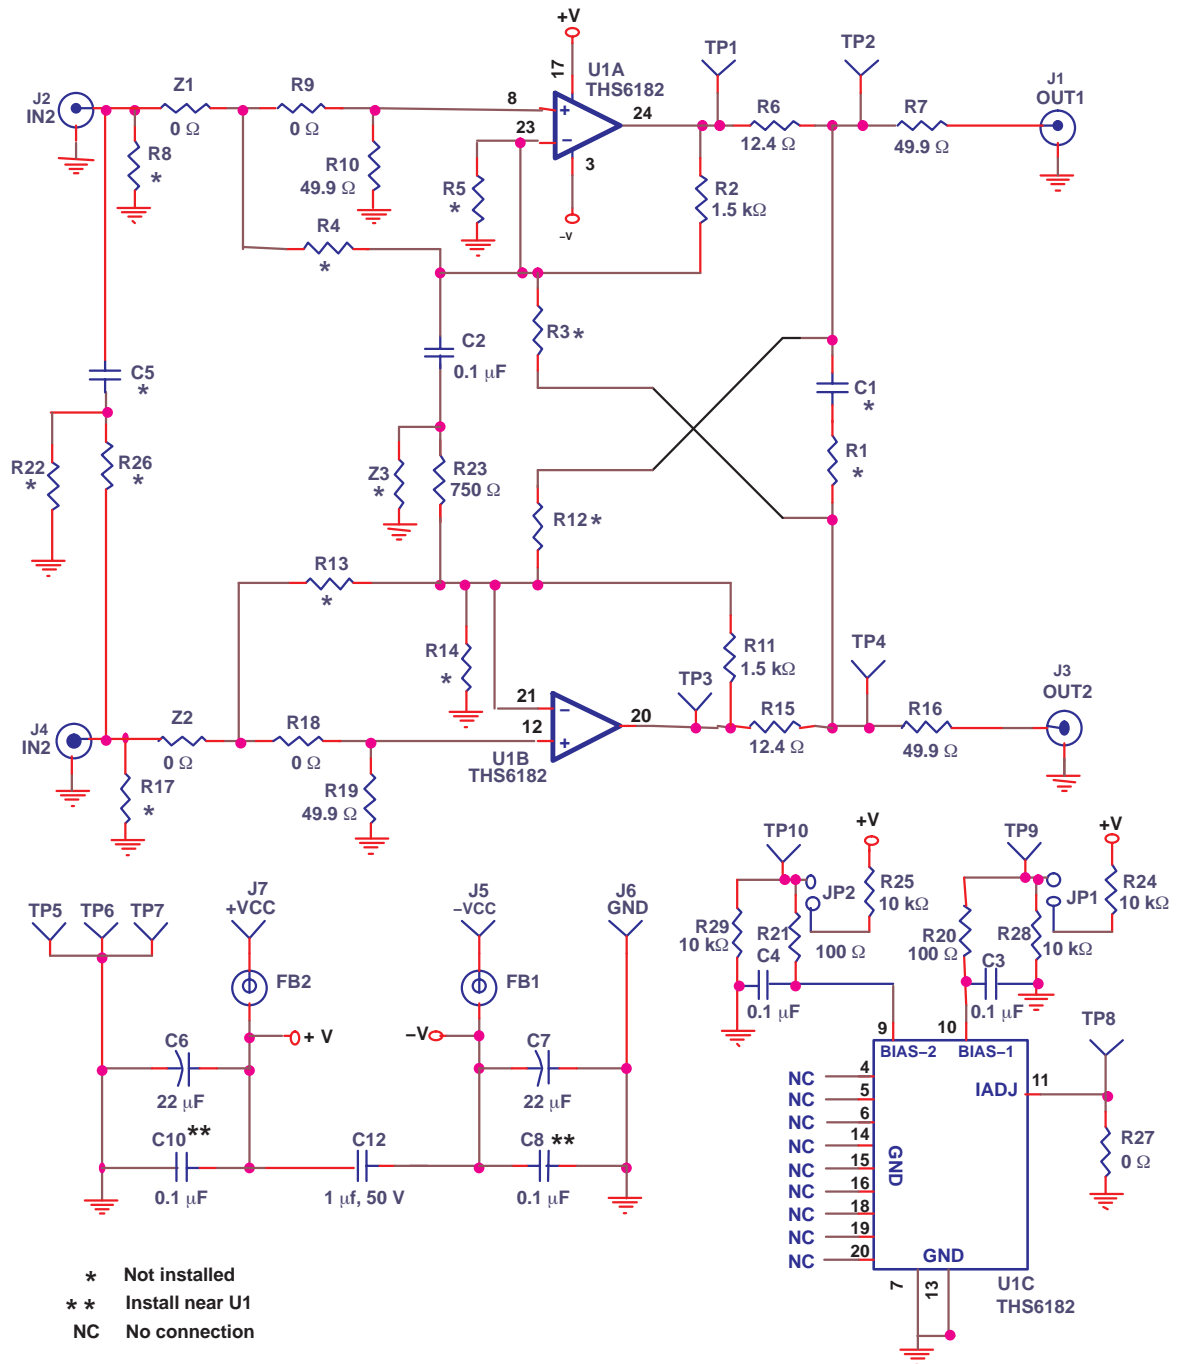 +V
TP1
TP2
J2
IN2
Z1
0 Ω
R9
0 Ω
R8
*
R10
49.9 Ω
8
23
17
U1A
THS6182
24
3
–V
R5
*
R6
12.4 Ω
R7
49.9 Ω
J1
OUT1
R2
1.5 kΩ
R4
*
R3 *
C2
0.1 μF
C5
*
C1
*
R22
*
R26
*
Z3
*
R23
750 Ω
R1
*
R12 *
R13
*
R14
*
R11
1.5 kΩ
TP3
TP4
J4
IN2
Z2
0 Ω
R18
0 Ω
R17
*
R19
49.9 Ω
21
12
U1B
THS6182
20
R15
12.4 Ω
R16
49.9 Ω
J3
OUT2
TP5
TP6
TP7
J7
+VCC
J5
–VCC
J6
GND
FB2
FB1
+ V
–V
C6
22 μF
C7
22 μF
C10 **
0.1 μF
C12
1 μf, 50 V
C8 **
0.1 μF
TP10
+V
TP9
+V
R29
10 kΩ
R21
100 Ω
JP2
R25
10 kΩ
C4
0.1 μF
R20
100 Ω
R28
10 kΩ
JP1
R24
10 kΩ
C3
0.1 μF
9
10
BIAS–2
BIAS–1
TP8
IADJ
11
R27
0 Ω
NC 4
NC 5
NC 6
NC 14
NC 15
NC 16
NC 18
NC 19
NC 20
GND
GND
7
13
U1C
THS6182
* Not installed
* * Install near U1
NC No connection